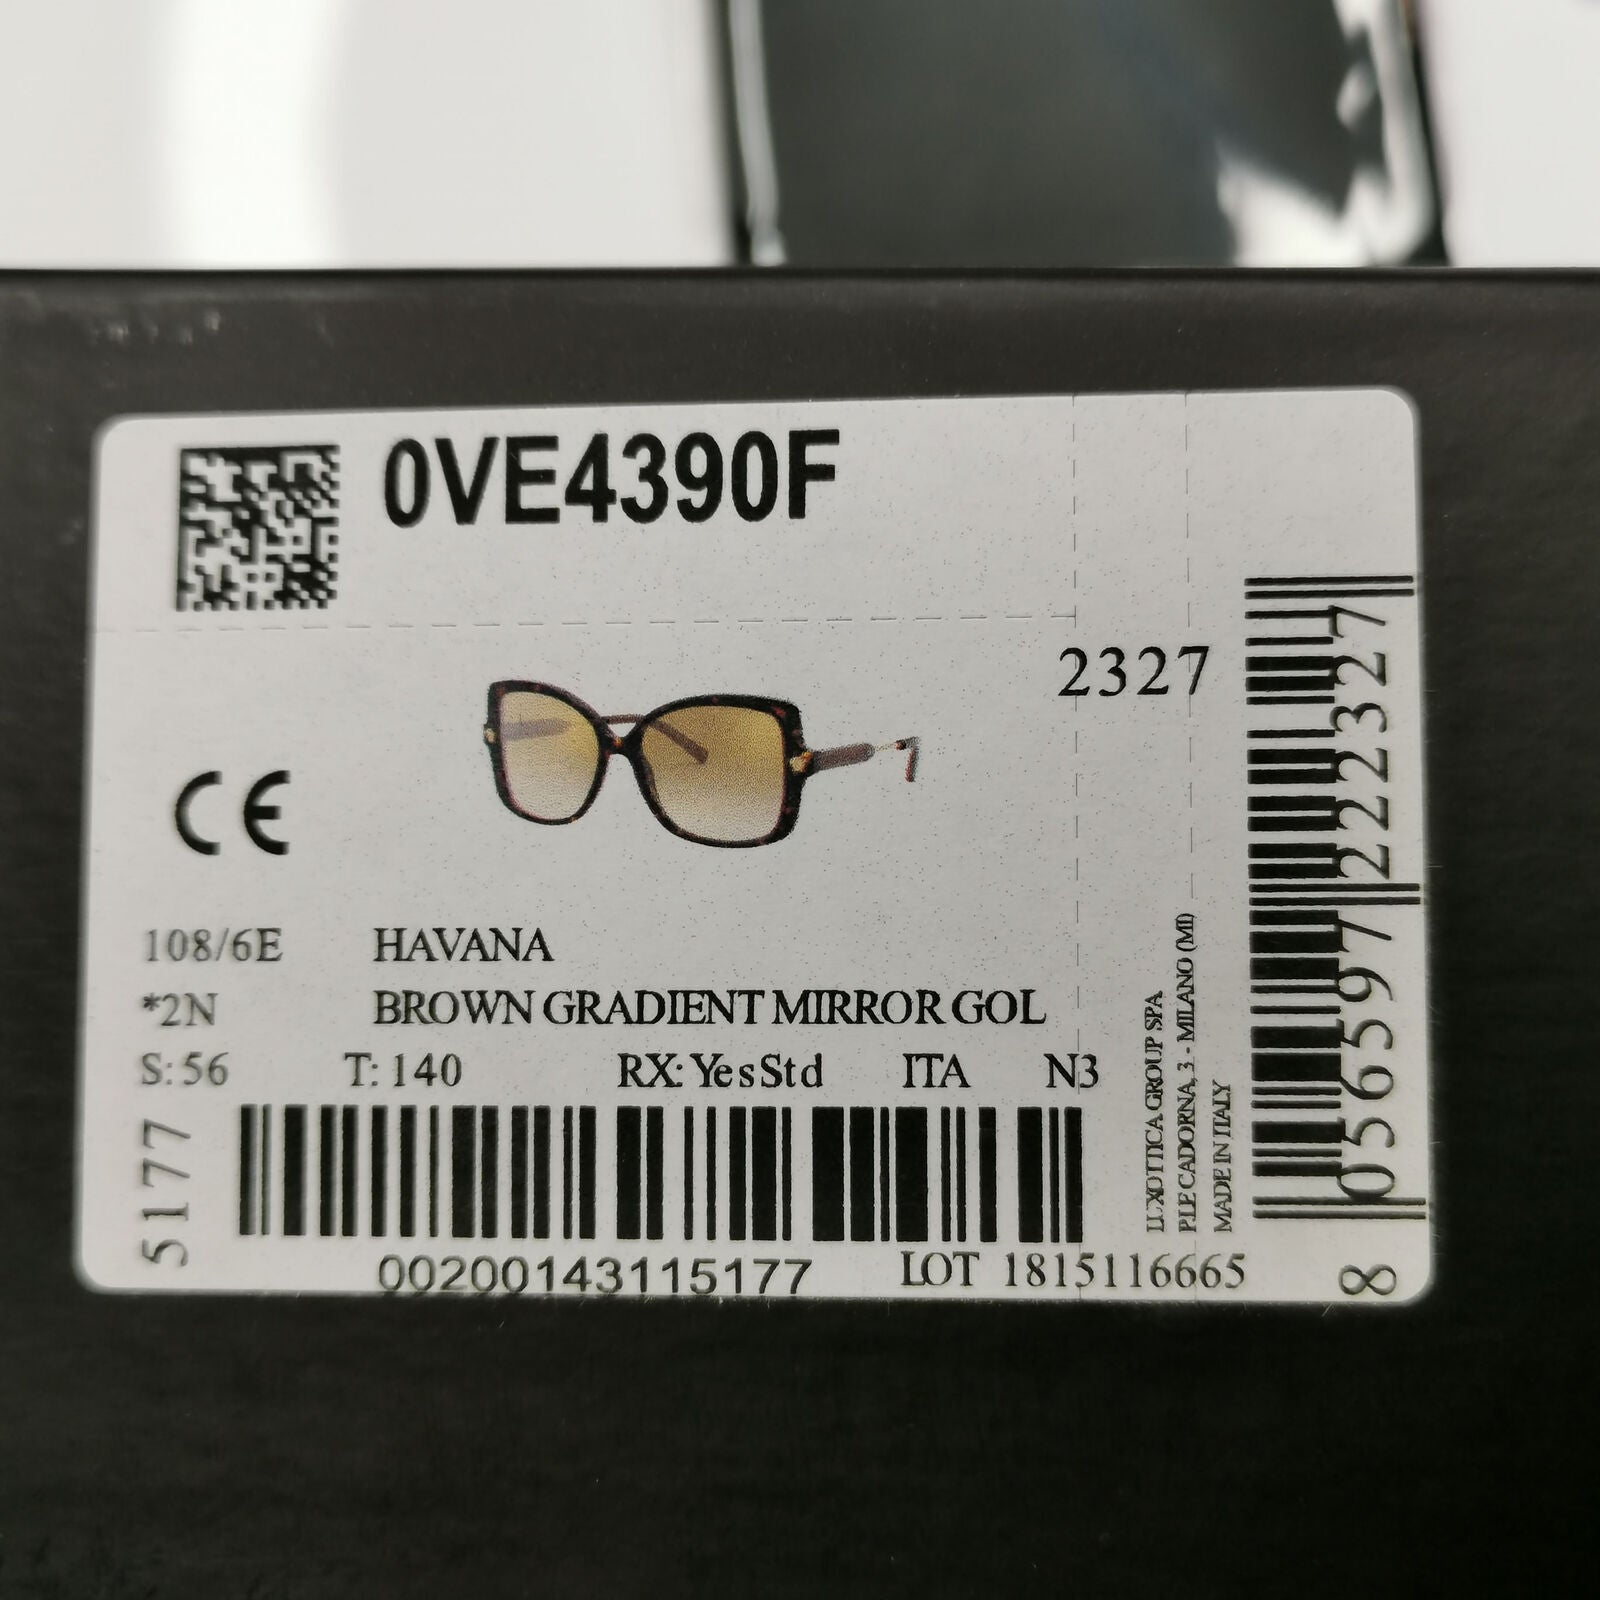 0VE4390F
2327
CE
108/6E HAVANA
*2N BROWN GRADIENT MIRROR GOL
S: 56 T: 140 RX: YesStd ITA N3
5177
00200143115177 LOT 1815116665
LUXOTTICA GROUP SPA
P.LE CADORNA, 3 - MILANO (MI)
MADE IN ITALY
8 056597 222327